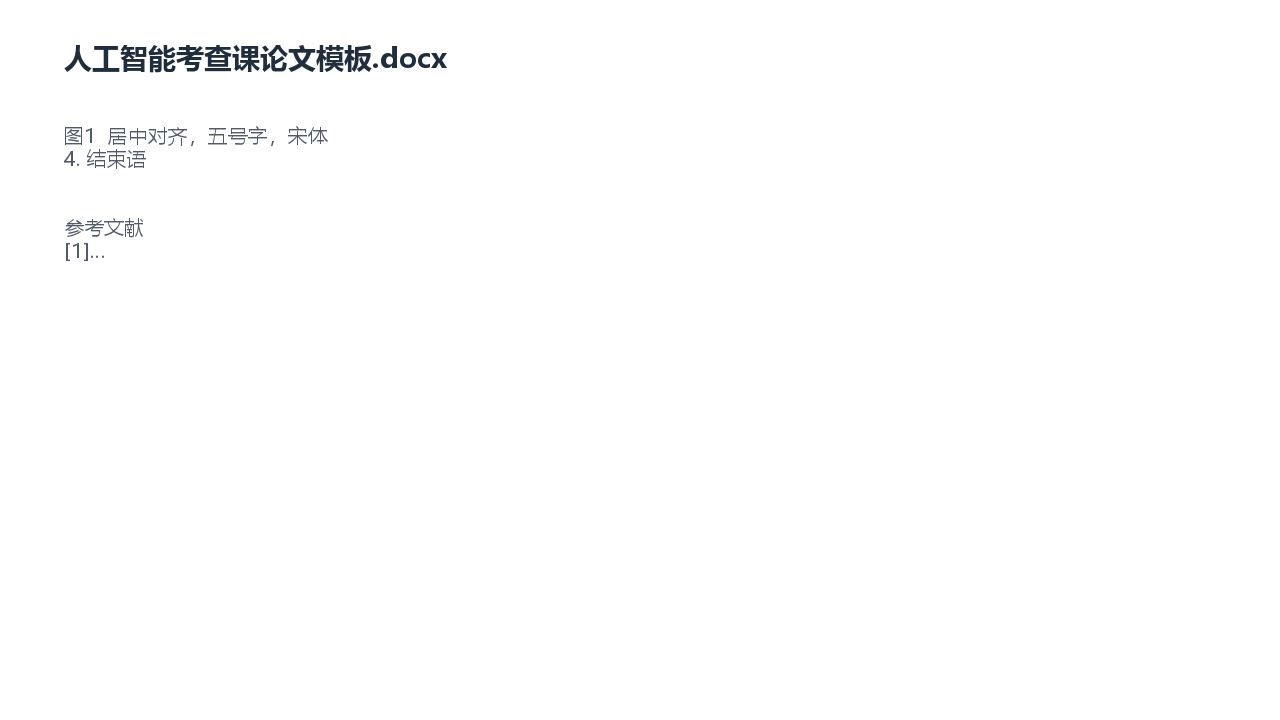 人工智能考查课论文模板.docx
图1  居中对齐，五号字，宋体
4. 结束语
参考文献
[1]...